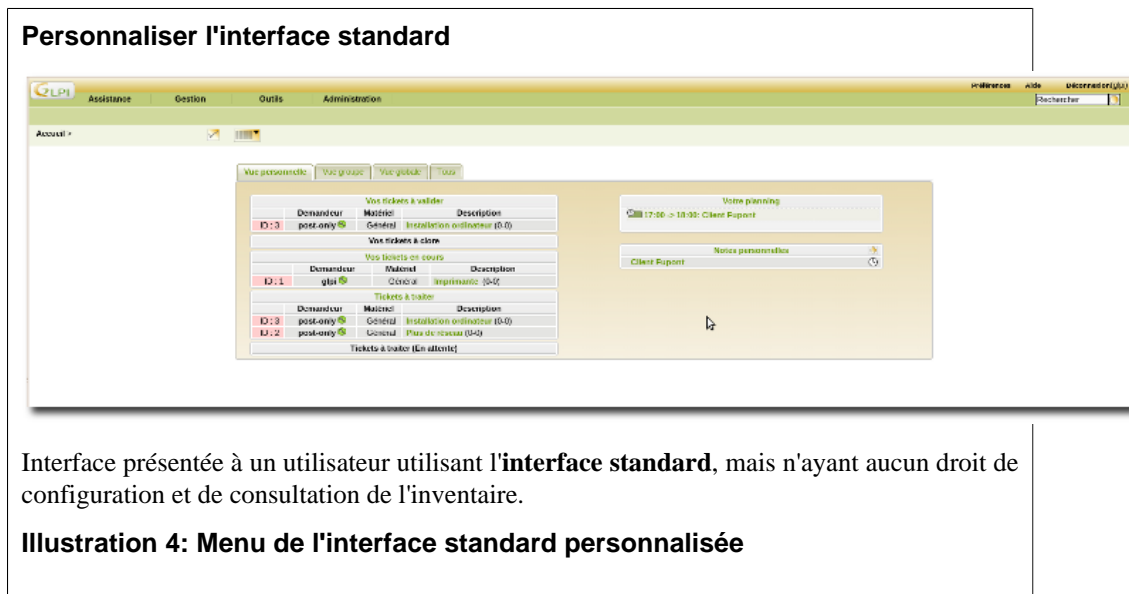 Personnaliser l'interface standard
GLPI
Préférences Aide Déconnexion(glpi)
Assistance Gestion Outils Administration
Rechercher
Accueil >
Vue personnelle Vue groupe Vue globale Tous
Vos tickets à valider
Demandeur Matériel Description
ID : 3 post-only Général Installation ordinateur (0-0)
Vos tickets à clore
Vos tickets en cours
Demandeur Matériel Description
ID : 1 glpi Général Imprimante (0-0)
Tickets à traiter
Demandeur Matériel Description
ID : 3 post-only Général Installation ordinateur (0-0)
ID : 2 post-only Général Plus de réseau (0-0)
Tickets à traiter (En attente)
Votre planning
17:00 -> 18:00: Client Fupont
Notes personnelles
Client Fupont
Interface présentée à un utilisateur utilisant l'interface standard, mais n'ayant aucun droit de
configuration et de consultation de l'inventaire.
Illustration 4: Menu de l'interface standard personnalisée